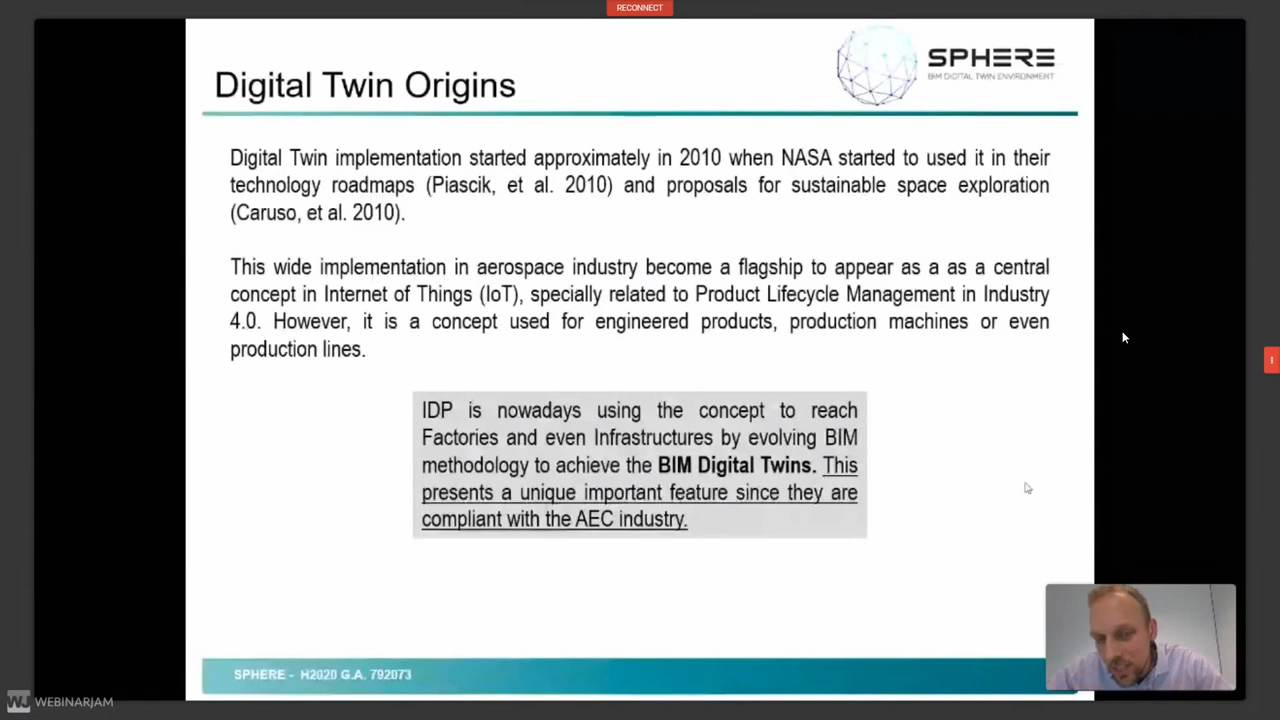 RECONNECT
Digital Twin Origins
SPHERE
BIM DIGITAL TWIN ENVIRONMENT
Digital Twin implementation started approximately in 2010 when NASA started to used it in their
technology roadmaps (Piascik, et al. 2010) and proposals for sustainable space exploration
(Caruso, et al. 2010).
This wide implementation in aerospace industry become a flagship to appear as a as a central
concept in Internet of Things (IoT), specially related to Product Lifecycle Management in Industry
4.0. However, it is a concept used for engineered products, production machines or even
production lines.
IDP is nowadays using the concept to reach
Factories and even Infrastructures by evolving BIM
methodology to achieve the BIM Digital Twins. This
presents a unique important feature since they are
compliant with the AEC industry.
SPHERE - H2020 G.A. 792073
WJ WEBINARJAM